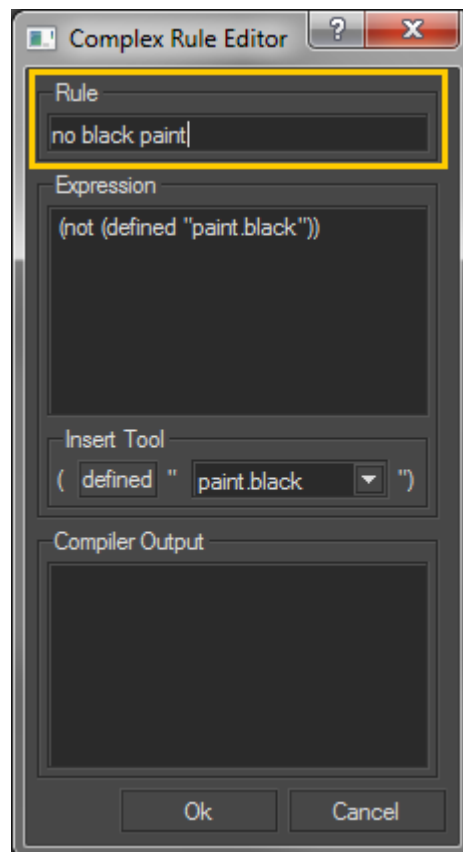 Complex Rule Editor ? X
Rule
no black paint
Expression
(not (defined "paint.black"))
Insert Tool
( defined " paint.black ")
Compiler Output
Ok Cancel